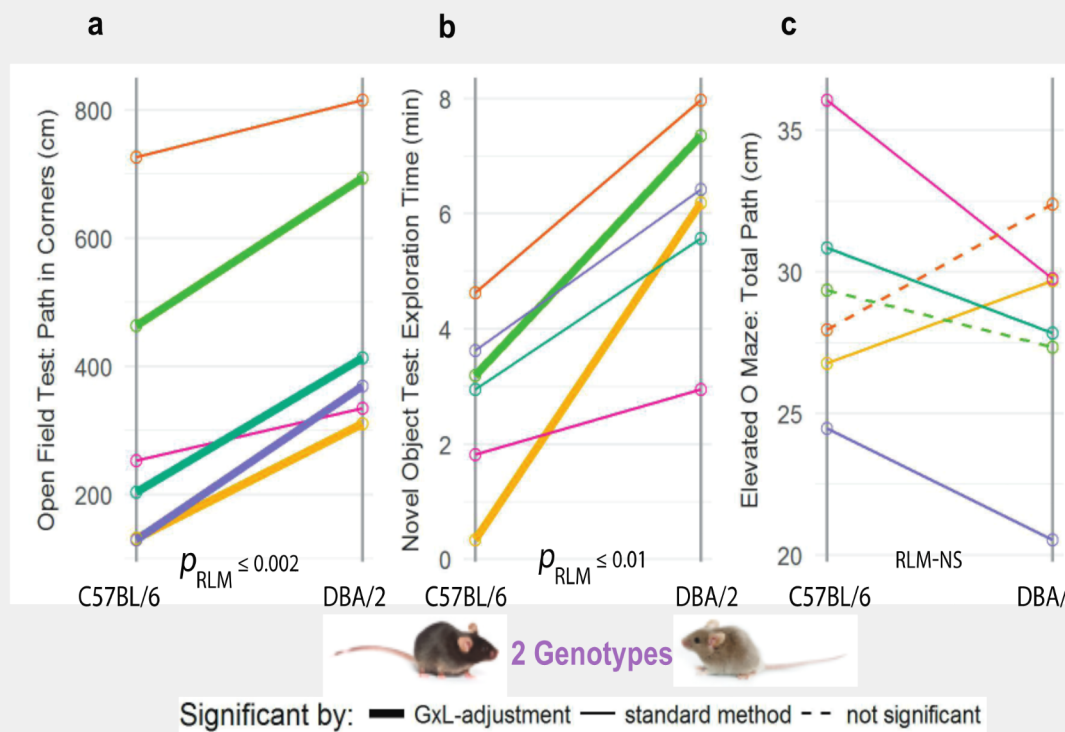 a
b
c
Open Field Test: Path in Corners (cm)
800
600
400
200
p RLM ≤ 0.002
C57BL/6
DBA/2
Novel Object Test: Exploration Time (min)
8
6
4
2
0
p RLM ≤ 0.01
C57BL/6
DBA/2
Elevated O Maze: Total Path (cm)
35
30
25
20
RLM-NS
C57BL/6
DBA/
2 Genotypes
Significant by: GxL-adjustment standard method not significant